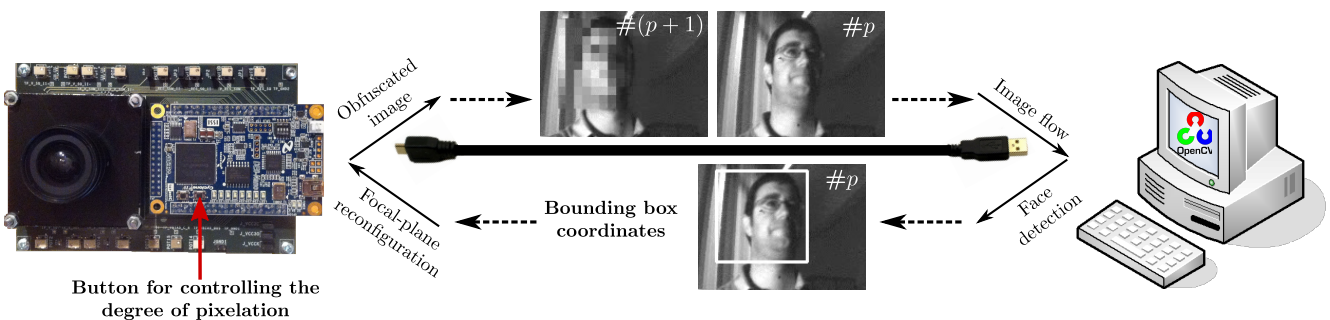 #(p + 1)
#p
Obfuscated
image
Image flow
OpenCV
#p
Focal-plane
reconfiguration
Bounding box
coordinates
Face
detection
Button for controlling the
degree of pixelation